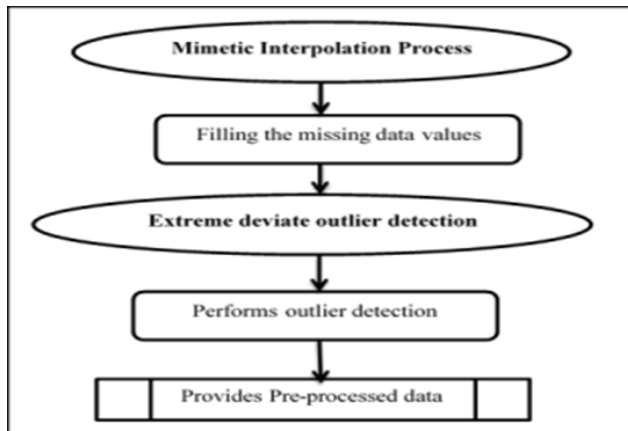 Mimetic Interpolation Process
Filling the missing data values
Extreme deviate outlier detection
Performs outlier detection
Provides Pre-processed data